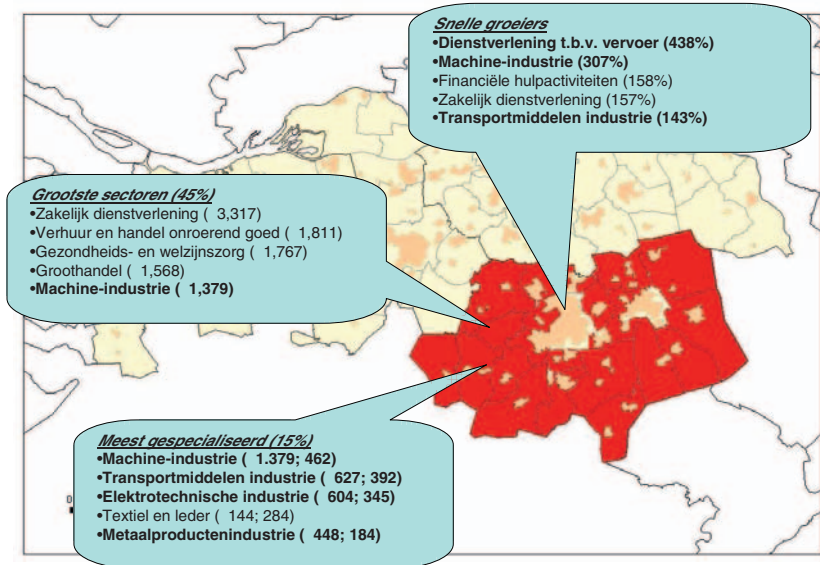 Snelle groeiers
•Dienstverlening t.b.v. vervoer (438%)
•Machine-industrie (307%)
•Financiële hulpactiviteiten (158%)
•Zakelijk dienstverlening (157%)
•Transportmiddelen industrie (143%)
Grootste sectoren (45%)
•Zakelijk dienstverlening ( 3,317)
•Verhuur en handel onroerend goed ( 1,811)
•Gezondheids- en welzijnszorg ( 1,767)
•Groothandel ( 1,568)
•Machine-industrie ( 1,379)
Meest gespecialiseerd (15%)
•Machine-industrie ( 1.379; 462)
•Transportmiddelen industrie ( 627; 392)
•Elektrotechnische industrie ( 604; 345)
•Textiel en leder ( 144; 284)
•Metaalproductenindustrie ( 448; 184)
0